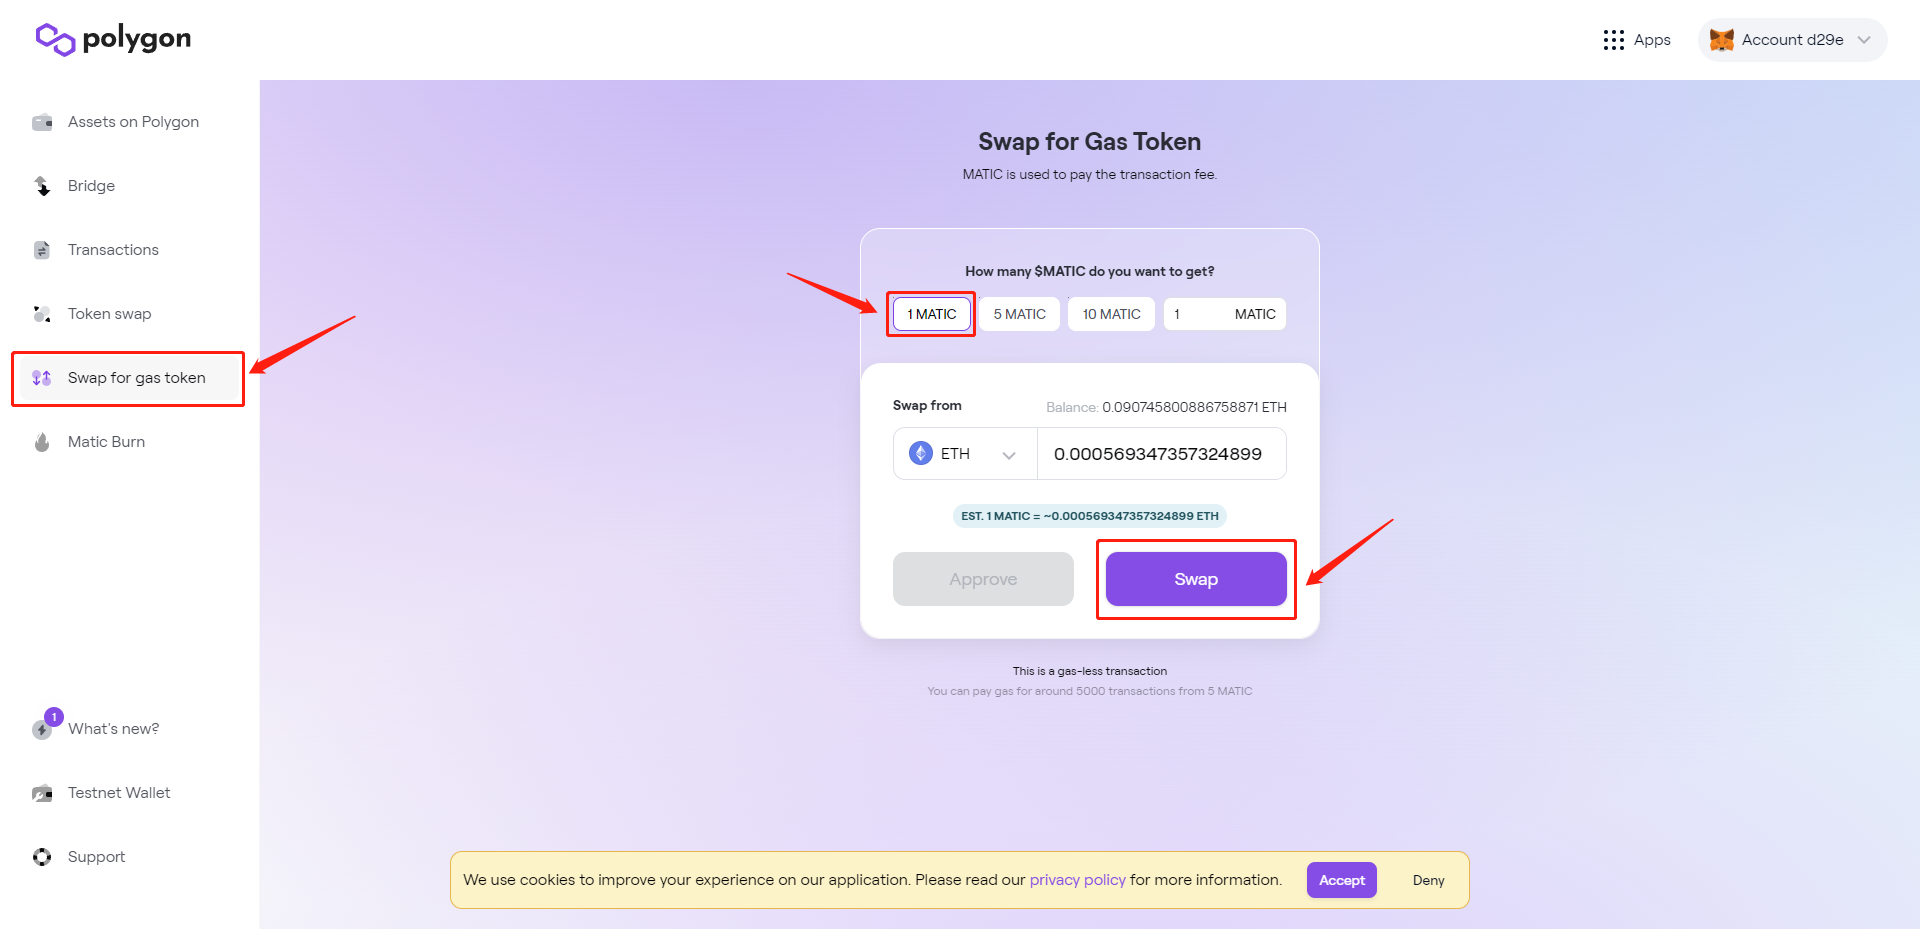 polygon
Apps
Account d29e
Assets on Polygon
Bridge
Transactions
Token swap
Swap for gas token
Matic Burn
What's new?
1
Testnet Wallet
Support
Swap for Gas Token
MATIC is used to pay the transaction fee.
How many $MATIC do you want to get?
1 MATIC
5 MATIC
10 MATIC
1 MATIC
Swap from
Balance: 0.090745800886758871 ETH
ETH
0.000569347357324899
EST. 1 MATIC = ~0.000569347357324899 ETH
Approve
Swap
This is a gas-less transaction
You can pay gas for around 5000 transactions from 5 MATIC
We use cookies to improve your experience on our application. Please read our privacy policy for more information.
Accept
Deny